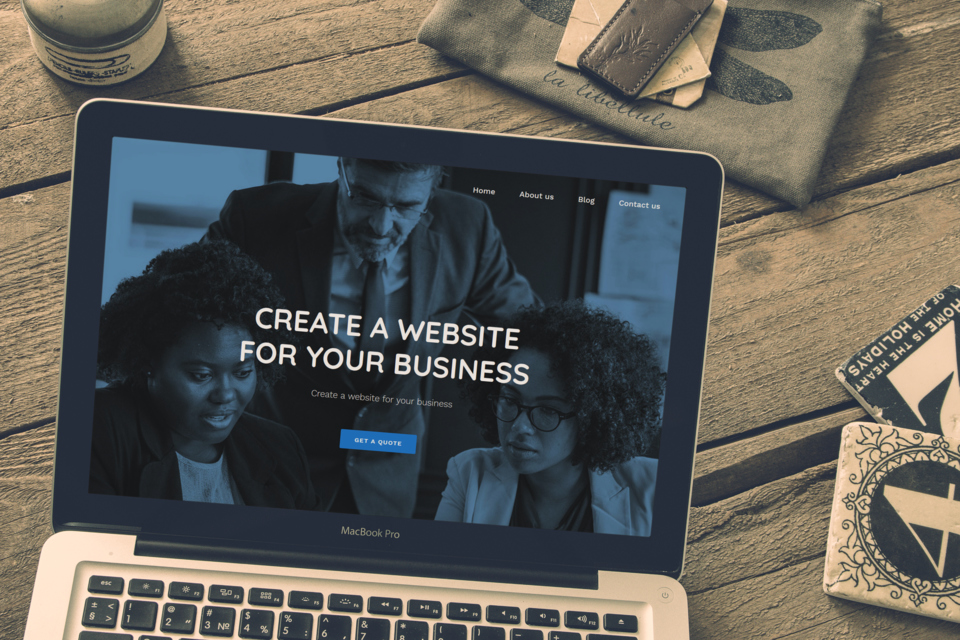 la libellule
Home
About us
Blog
Contact us
CREATE A WEBSITE
FOR YOUR BUSINESS
Create a website for your business
GET A QUOTE
MacBook Pro
HOME IS THE HEART
OF THE HOLIDAYS
esc